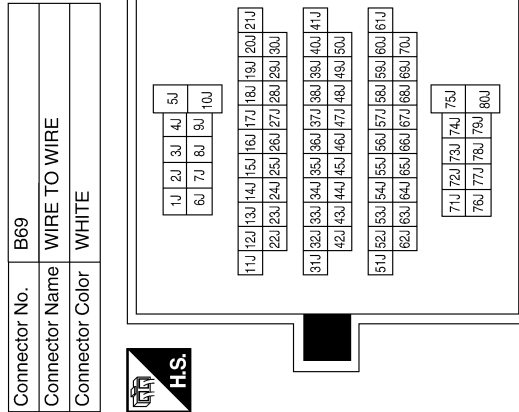 Connector No. B69
Connector Name WIRE TO WIRE
Connector Color WHITE
H.S.
1J 2J 3J 4J 5J
6J 7J 8J 9J 10J
11J 12J 13J 14J 15J 16J 17J 18J 19J 20J 21J
22J 23J 24J 25J 26J 27J 28J 29J 30J
31J 32J 33J 34J 35J 36J 37J 38J 39J 40J 41J
42J 43J 44J 45J 46J 47J 48J 49J 50J
51J 52J 53J 54J 55J 56J 57J 58J 59J 60J 61J
62J 63J 64J 65J 66J 67J 68J 69J 70J
71J 72J 73J 74J 75J
76J 77J 78J 79J 80J